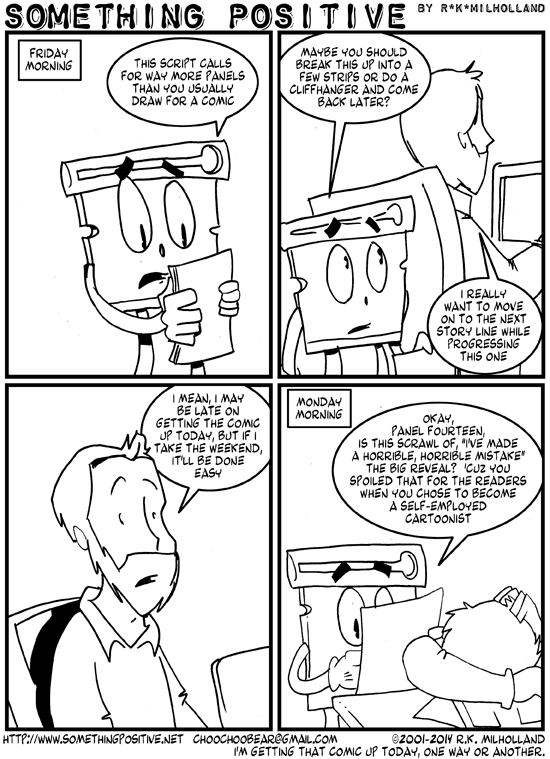 SOMETHING POSITIVE BY R*K*MILHOLLAND
FRIDAY
MORNING
THIS SCRIPT CALLS
FOR WAY MORE PANELS
THAN YOU USUALLY
DRAW FOR A COMIC
MAYBE YOU SHOULD
BREAK THIS UP INTO A
FEW STRIPS OR DO A
CLIFFHANGER AND COME
BACK LATER?
I REALLY
WANT TO MOVE
ON TO THE NEXT
STORY LINE WHILE
PROGRESSING
THIS ONE
I MEAN, I MAY
BE LATE ON
GETTING THE COMIC
UP TODAY, BUT IF I
TAKE THE WEEKEND,
IT'LL BE DONE
EASY
MONDAY
MORNING
OKAY,
PANEL FOURTEEN,
IS THIS SCRAWL OF, "I'VE MADE
A HORRIBLE, HORRIBLE MISTAKE"
THE BIG REVEAL? 'CUZ YOU
SPOILED THAT FOR THE READERS
WHEN YOU CHOSE TO BECOME
A SELF-EMPLOYED
CARTOONIST
HTTP://WWW.SOMETHINGPOSITIVE.NET CHOOCHOOBEAR@GMAIL.COM ©2001-2014 R.K. MILHOLLAND
I'M GETTING THAT COMIC UP TODAY, ONE WAY OR ANOTHER.